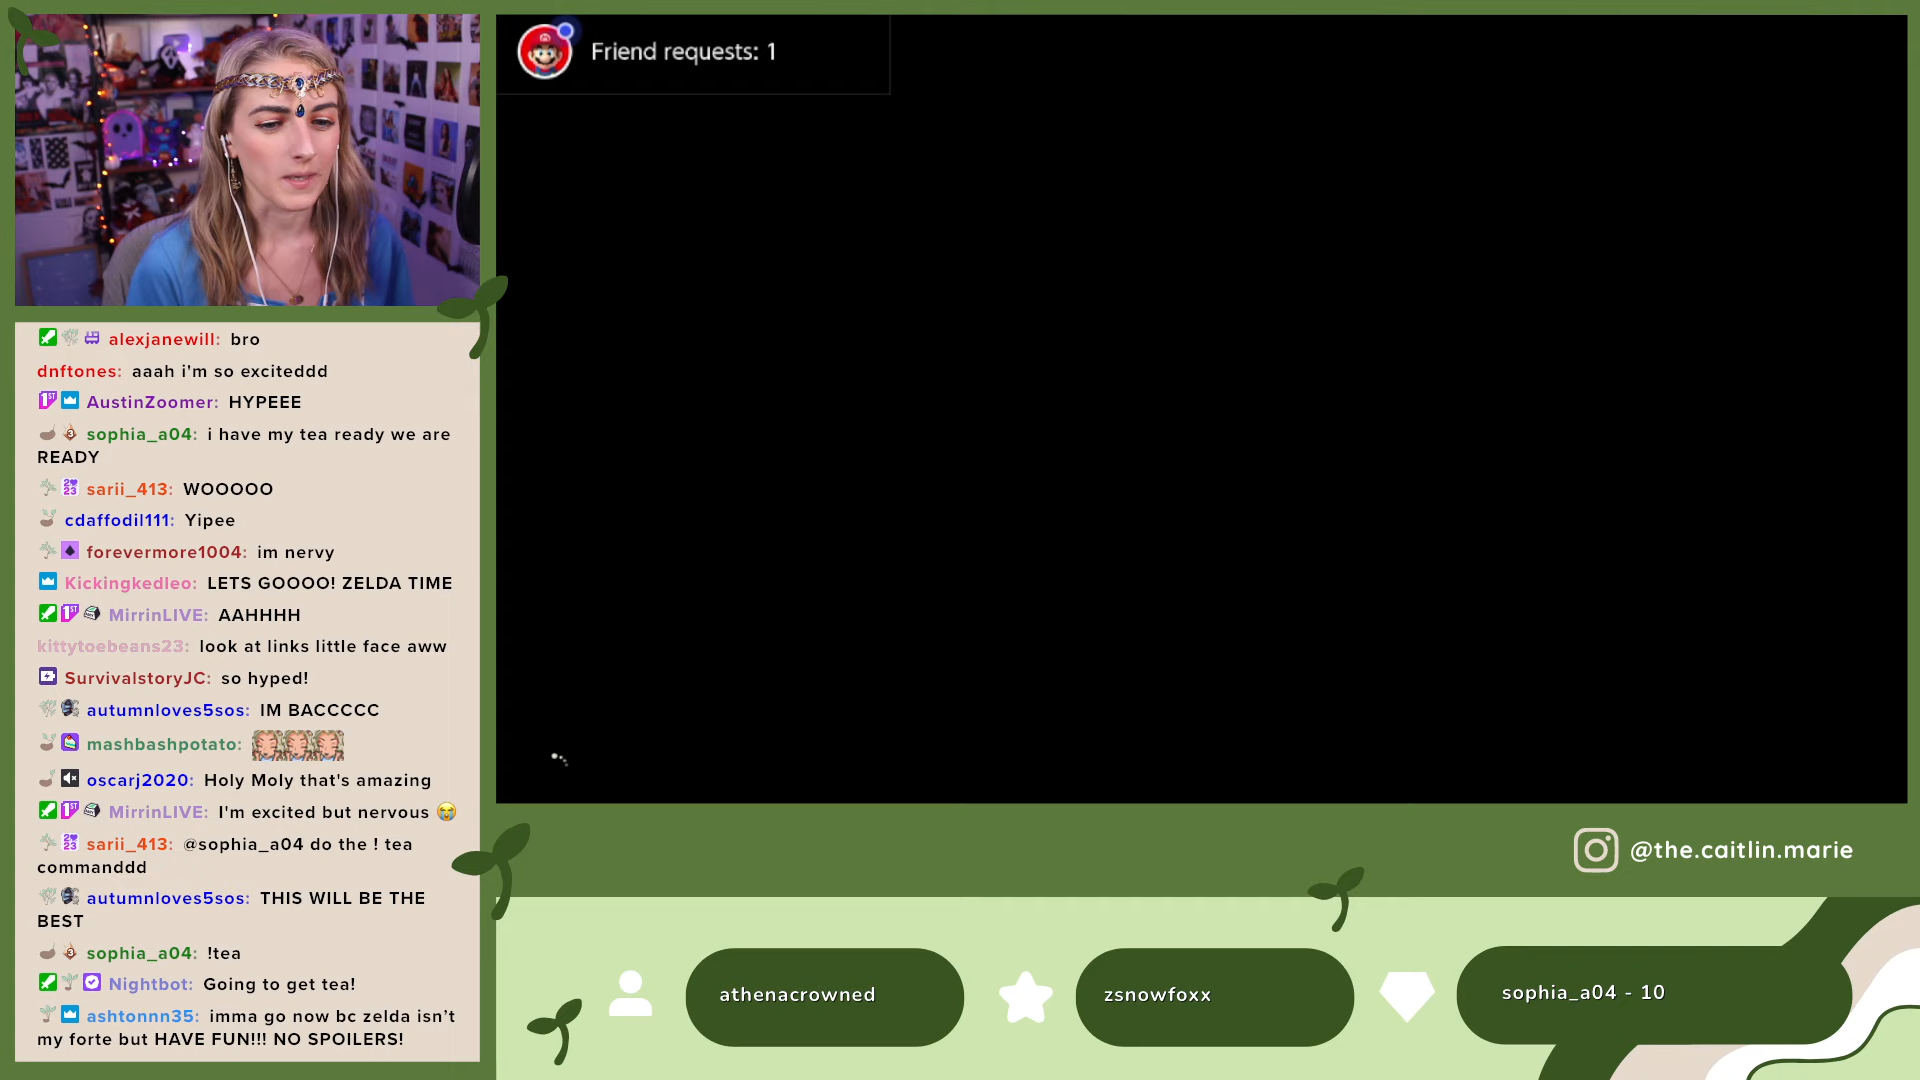 Friend requests: 1
alexjanewill: bro
dnftones: aaah i'm so exciteddd
AustinZoomer: HYPEEE
sophia_a04: i have my tea ready we are
READY
sarii_413: WOOOOO
cdaffodil111: Yipee
forevermore1004: im nervy
Kickingkedleo: LETS GOOOO! ZELDA TIME
MirrinLIVE: AAHHHH
kittytoebeans23: look at links little face aww
SurvivalstoryJC: so hyped!
autumnloves5sos: IM BACCCCC
mashbashpotato:
oscarj2020: Holy Moly that's amazing
MirrinLIVE: I'm excited but nervous 😭
sarii_413: @sophia_a04 do the ! tea
commanddd
autumnloves5sos: THIS WILL BE THE
BEST
sophia_a04: !tea
Nightbot: Going to get tea!
ashtonnn35: imma go now bc zelda isn’t
my forte but HAVE FUN!!! NO SPOILERS!
@the.caitlin.marie
athenacrowned
zsnowfoxx
sophia_a04 - 10